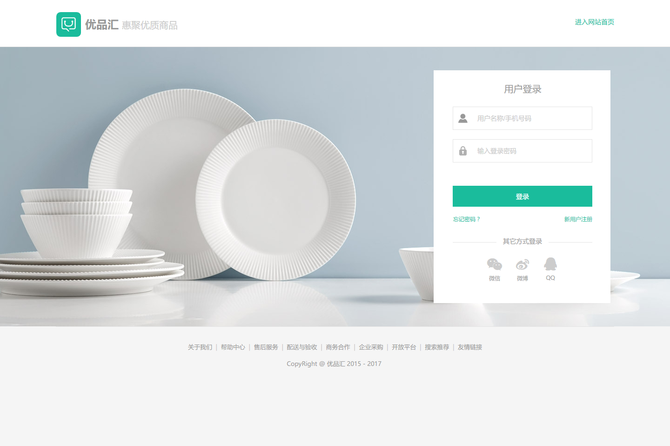 优品汇 惠聚优质商品
进入网站首页
用户登录
用户名称/手机号码
输入登录密码
登录
忘记密码？ 新用户注册
其它方式登录
微信 微博 QQ
关于我们 | 帮助中心 | 售后服务 | 配送与验收 | 商务合作 | 企业采购 | 开放平台 | 搜索推荐 | 友情链接
CopyRight @ 优品汇 2015 - 2017